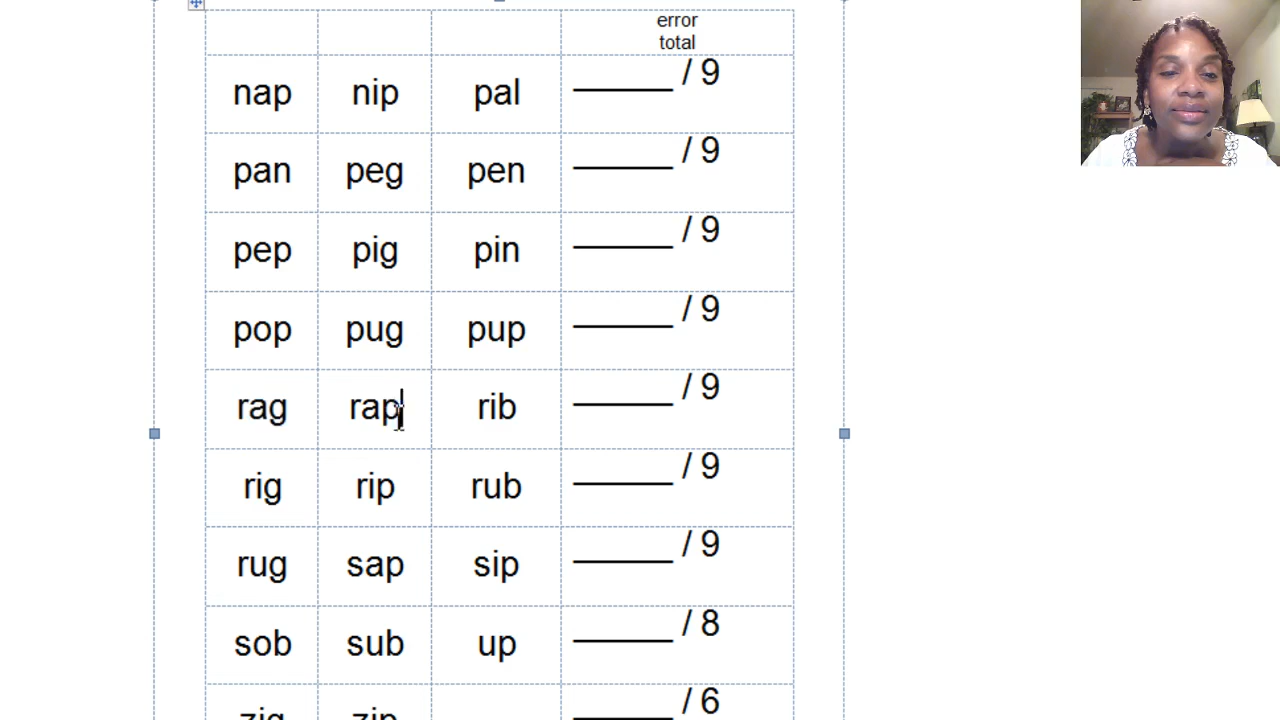 error
total
nap nip pal ______ / 9
pan peg pen ______ / 9
pep pig pin ______ / 9
pop pug pup ______ / 9
rag rap rib ______ / 9
rig rip rub ______ / 9
rug sap sip ______ / 9
sob sub up ______ / 8
zig zip ______ / 6